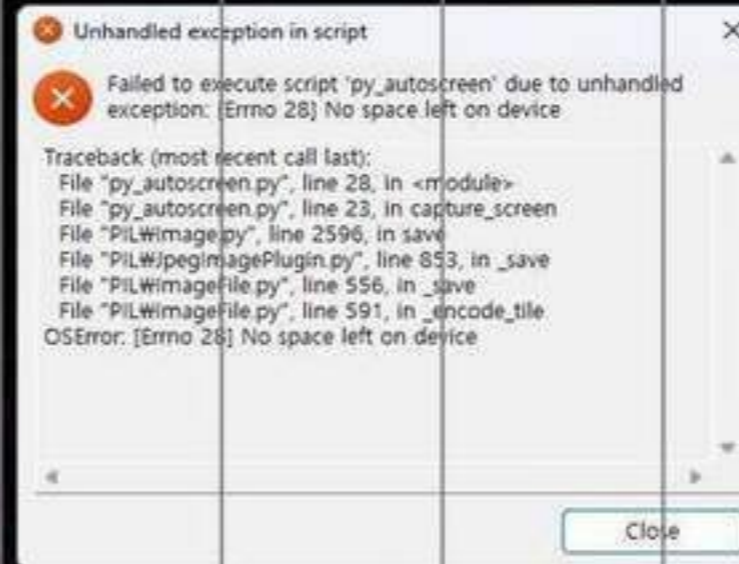 Unhandled exception in script
Failed to execute script 'py_autoscreen' due to unhandled
exception: [Errno 28] No space left on device
Traceback (most recent call last):
File "py_autoscreen.py", line 28, in <module>
File "py_autoscreen.py", line 23, in capture_screen
File "PIL₩Image.py", line 2596, in save
File "PIL₩JpegImagePlugin.py", line 853, in _save
File "PIL₩ImageFile.py", line 556, in _save
File "PIL₩ImageFile.py", line 591, in _encode_tile
OSError: [Errno 28] No space left on device
Close